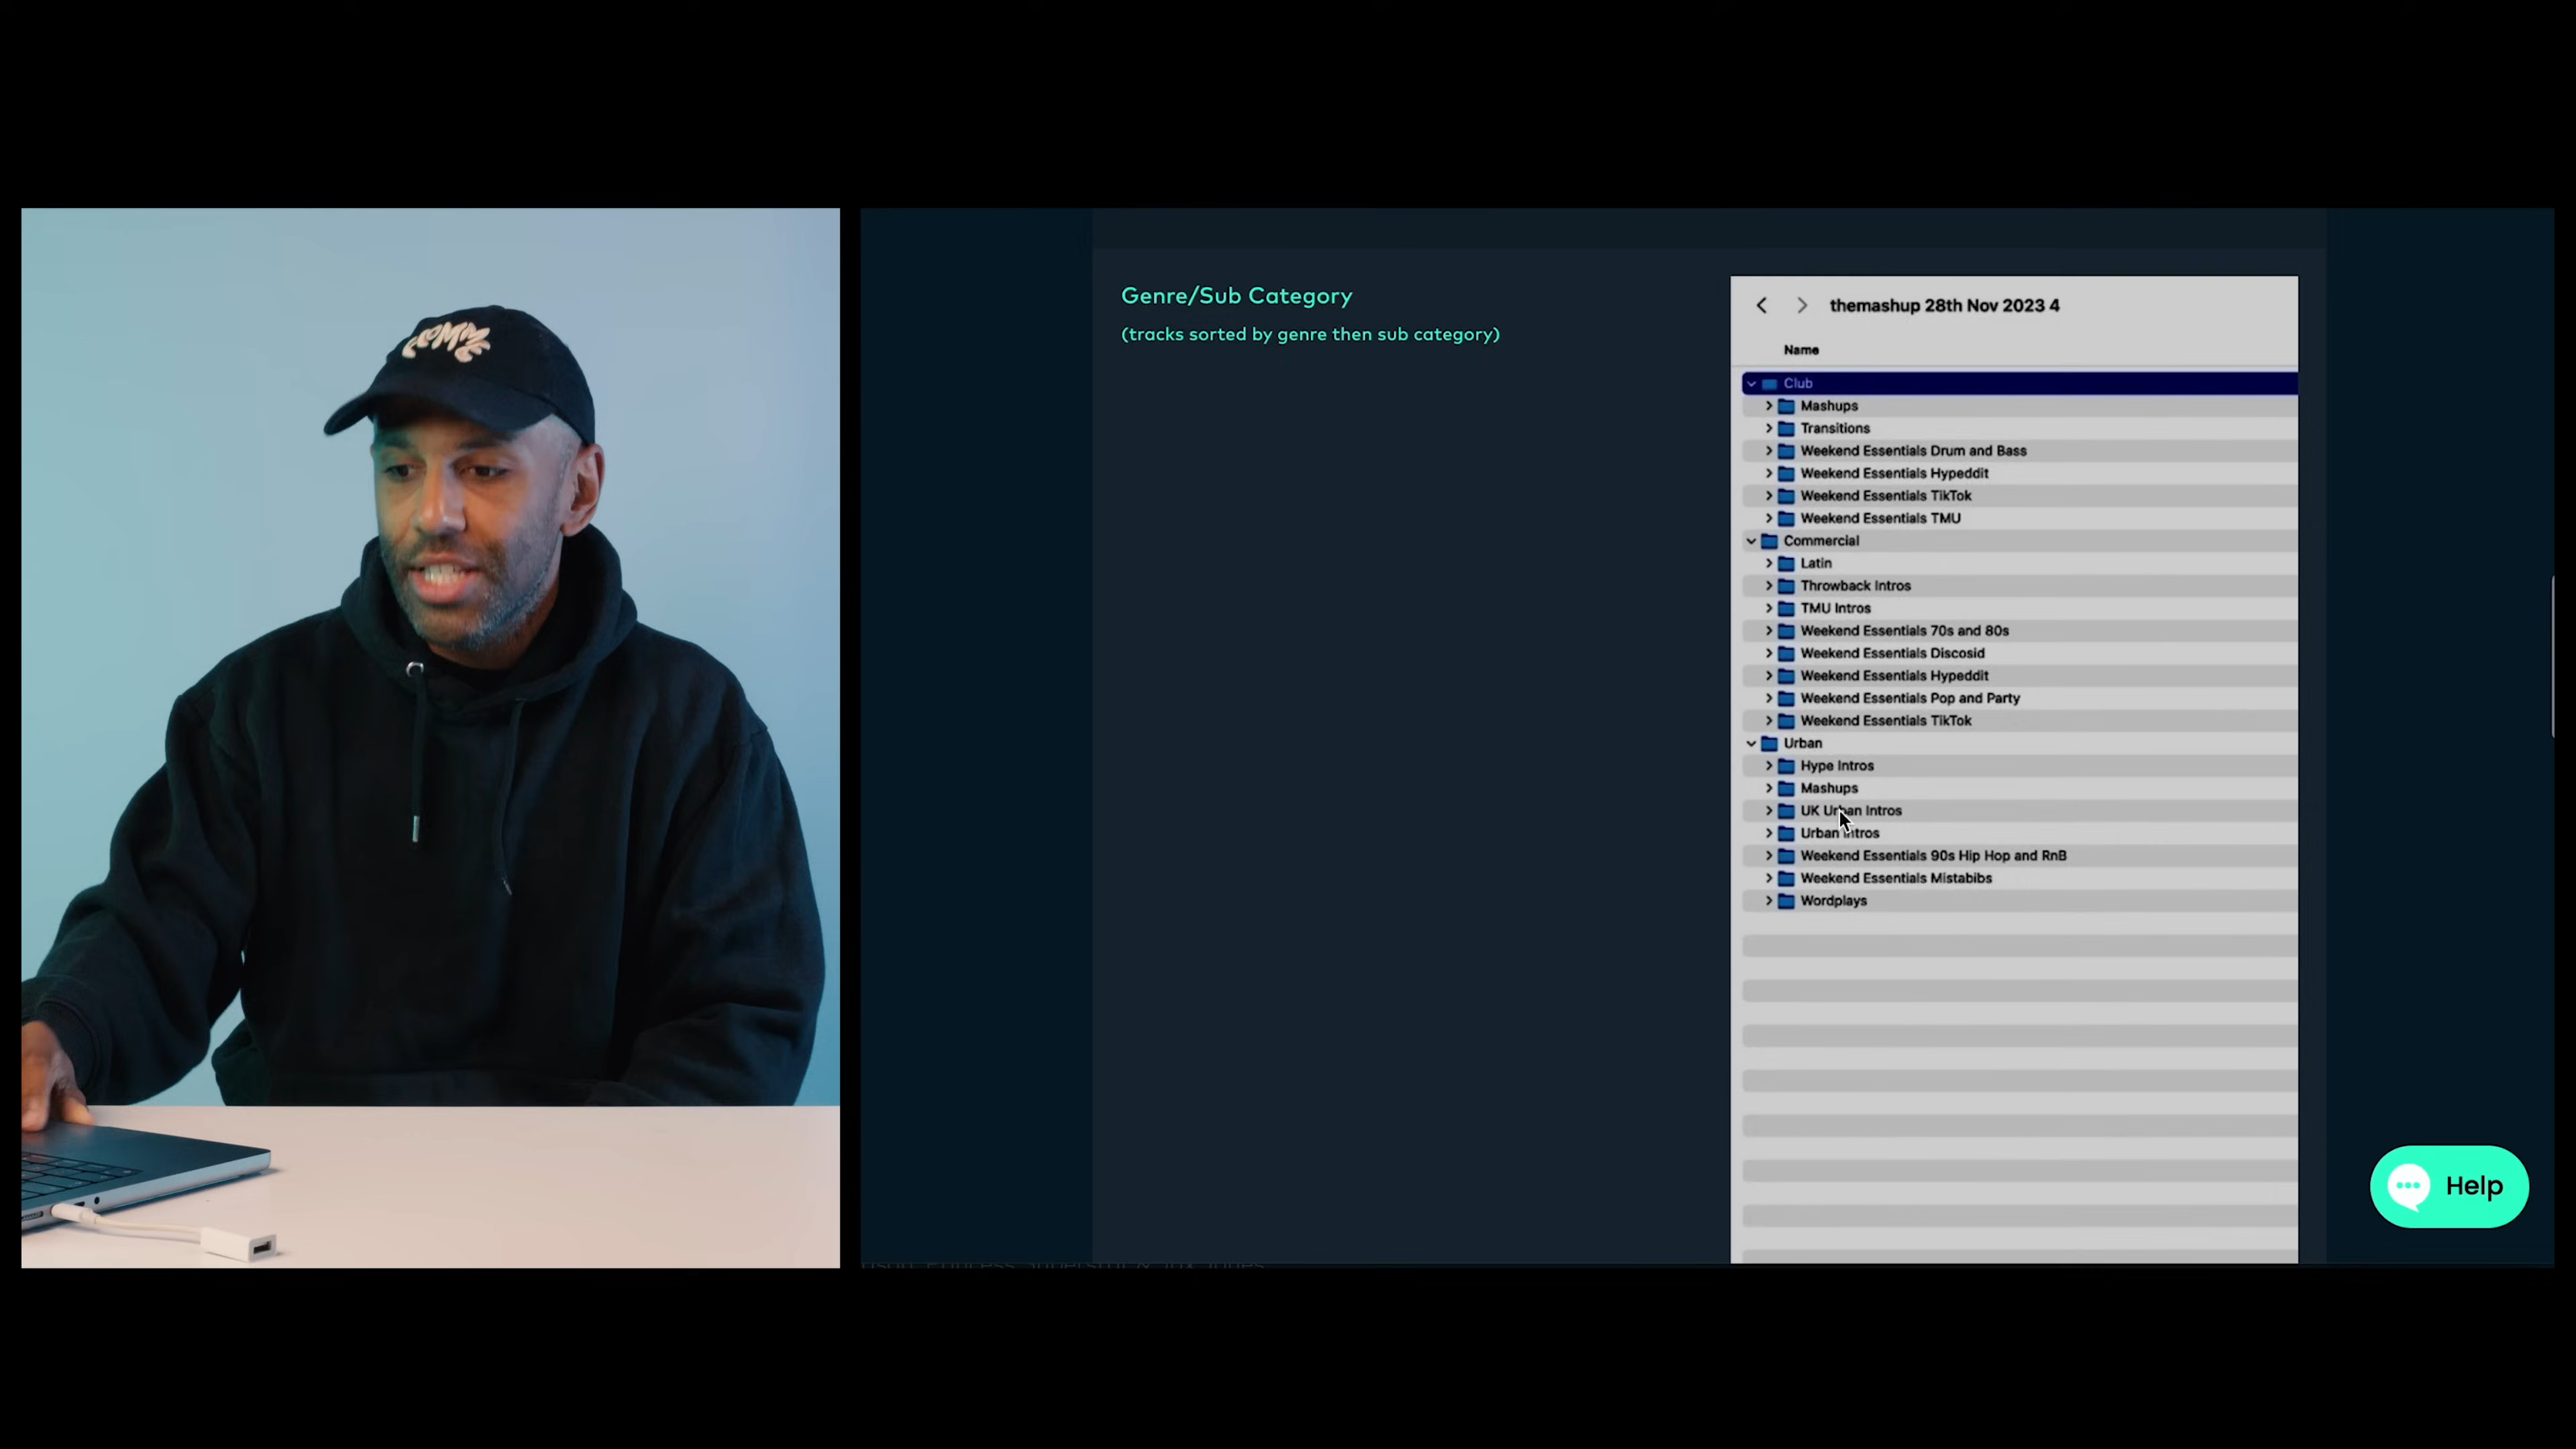 Genre/Sub Category
(tracks sorted by genre then sub category)
themashup 28th Nov 2023 4
Name
Club
Mashups
Transitions
Weekend Essentials Drum and Bass
Weekend Essentials Hypeddit
Weekend Essentials TikTok
Weekend Essentials TMU
Commercial
Latin
Throwback Intros
TMU Intros
Weekend Essentials 70s and 80s
Weekend Essentials Discosid
Weekend Essentials Hypeddit
Weekend Essentials Pop and Party
Weekend Essentials TikTok
Urban
Hype Intros
Mashups
UK Urban Intros
Urban Intros
Weekend Essentials 90s Hip Hop and RnB
Weekend Essentials Mistabibs
Wordplays
Help